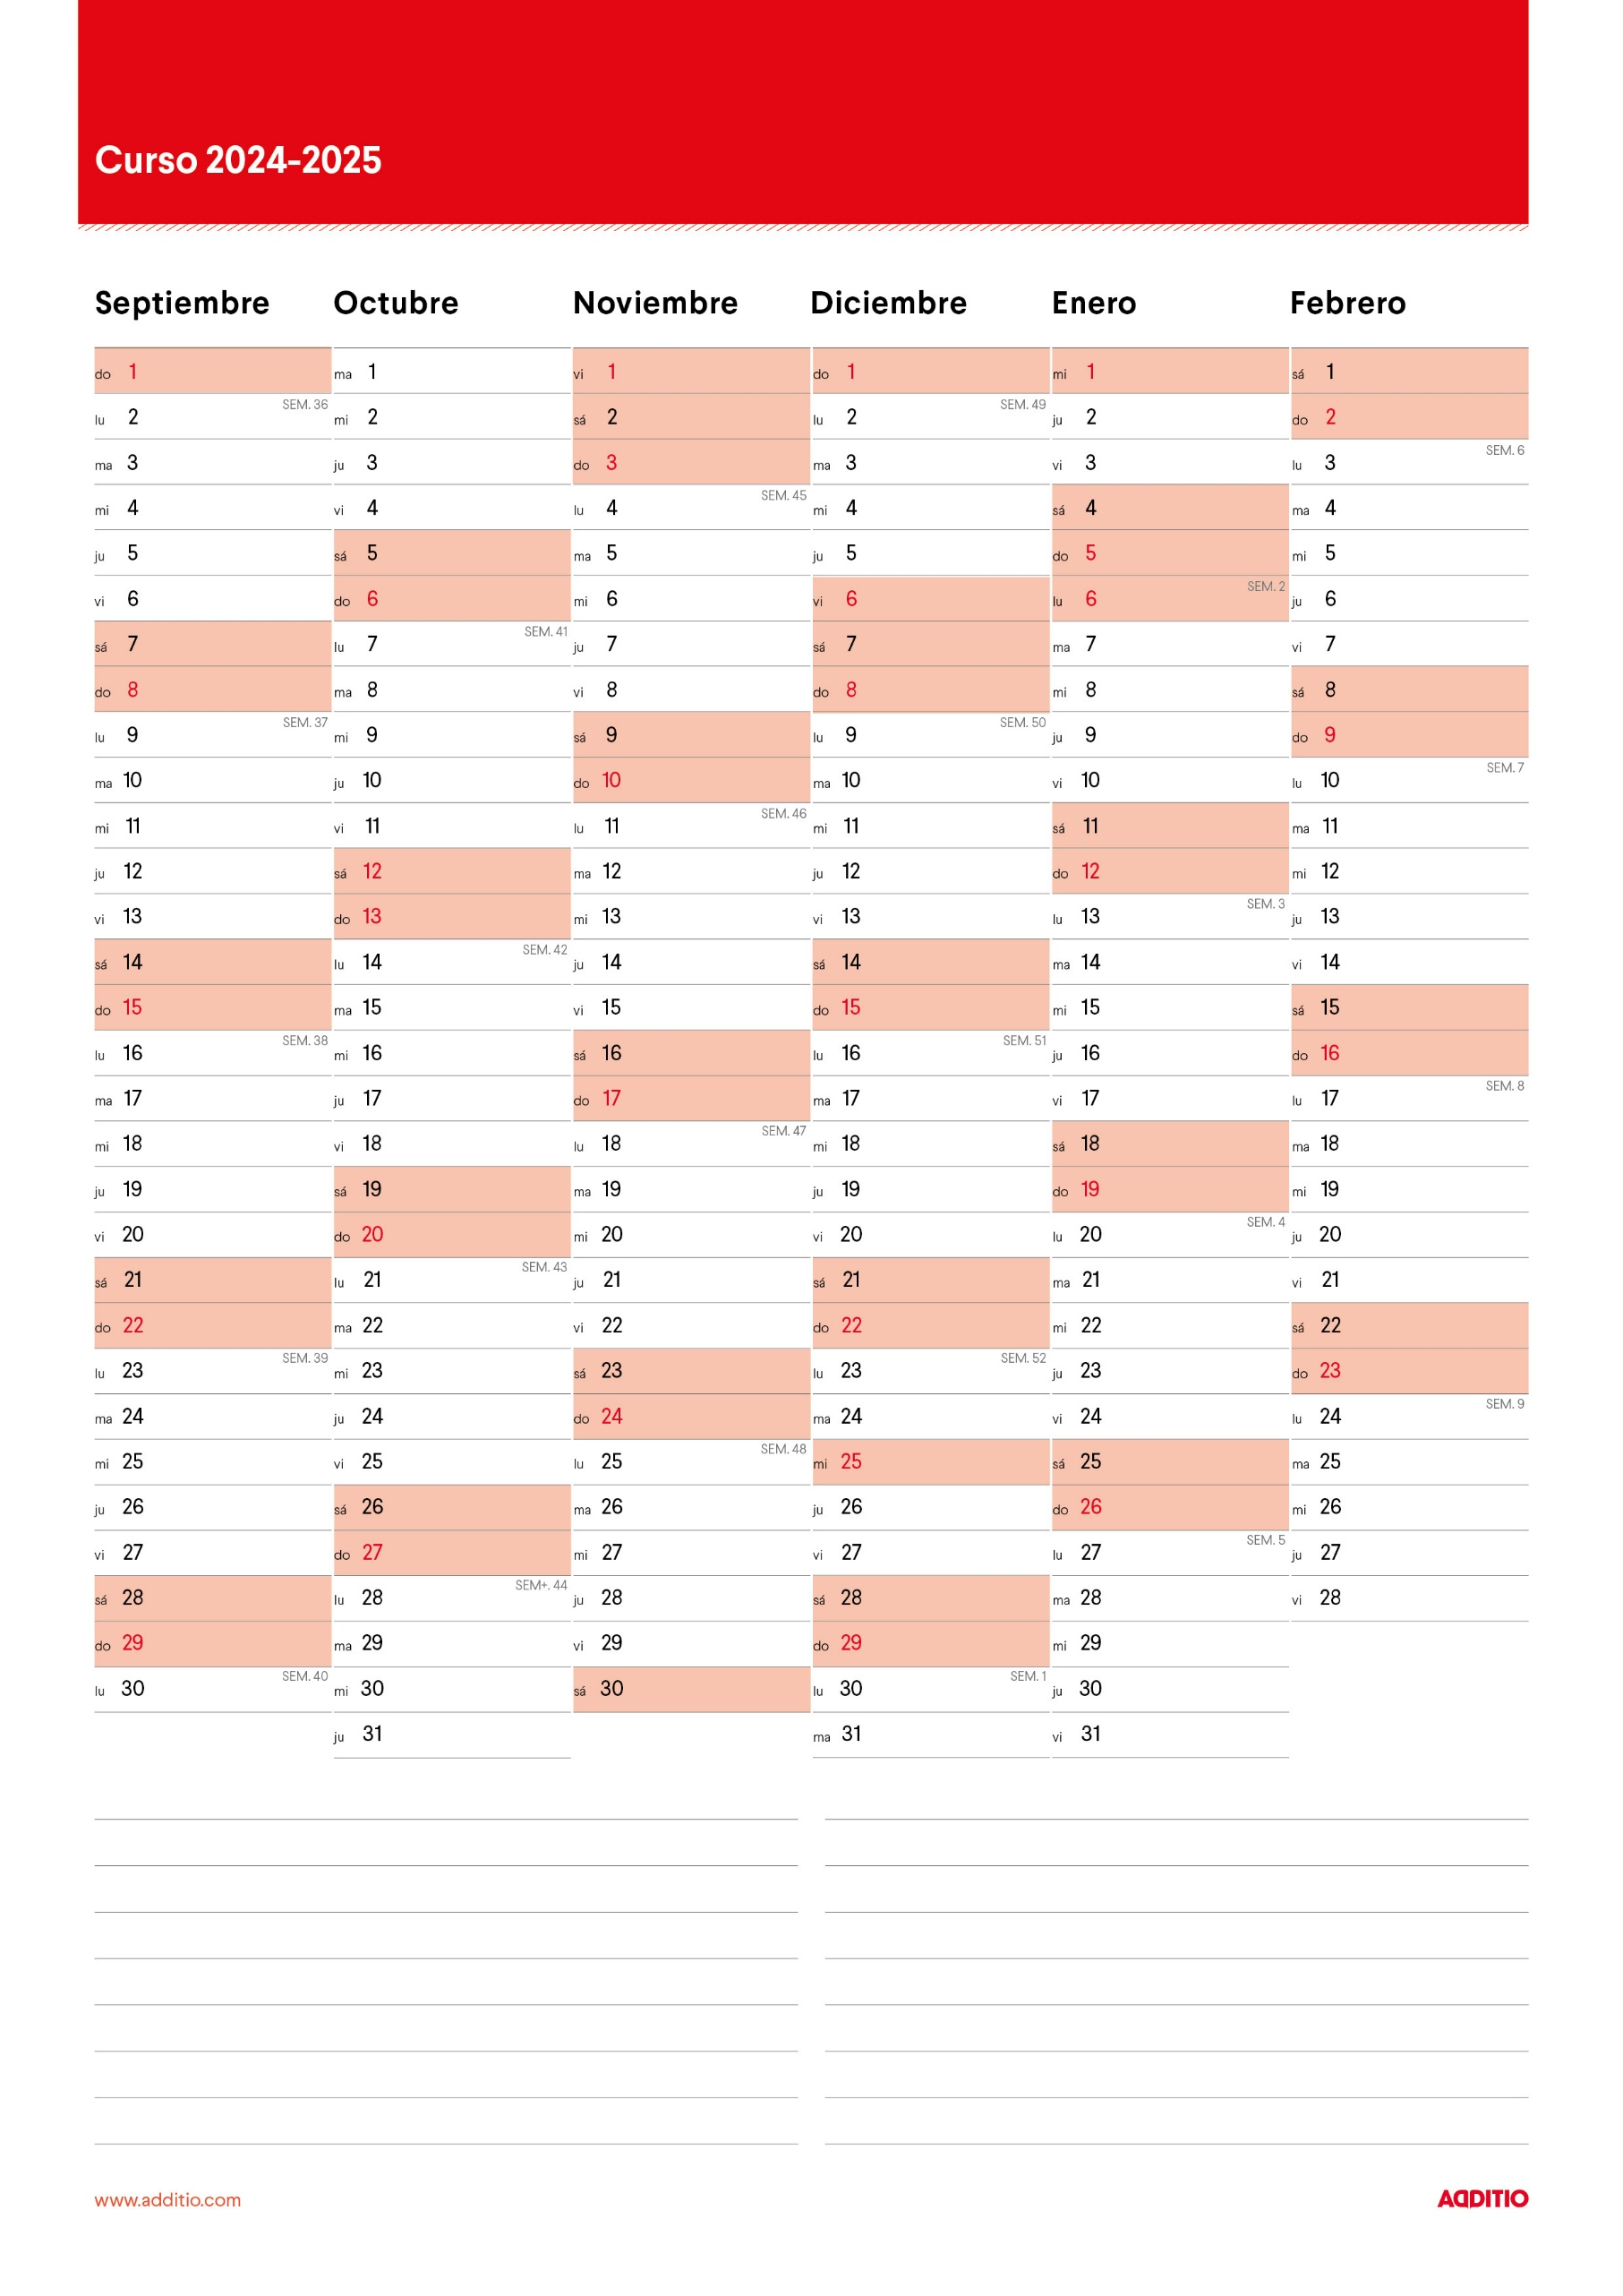 Curso 2024-2025
Septiembre Octubre Noviembre Diciembre Enero Febrero
do 1 ma 1 vi 1 do 1 mi 1 sá 1
lu 2 SEM. 36 mi 2 sá 2 lu 2 SEM. 49 ju 2 do 2
ma 3 ju 3 do 3 ma 3 vi 3 lu 3 SEM. 6
mi 4 vi 4 lu 4 SEM. 45 mi 4 sá 4 ma 4
ju 5 sá 5 ma 5 ju 5 do 5 mi 5
vi 6 do 6 mi 6 vi 6 lu 6 SEM. 2 ju 6
sá 7 lu 7 SEM. 41 ju 7 sá 7 ma 7 vi 7
do 8 ma 8 vi 8 do 8 mi 8 sá 8
lu 9 SEM. 37 mi 9 sá 9 lu 9 SEM. 50 ju 9 do 9
ma 10 ju 10 do 10 ma 10 vi 10 lu 10 SEM. 7
mi 11 vi 11 lu 11 SEM. 46 mi 11 sá 11 ma 11
ju 12 sá 12 ma 12 ju 12 do 12 mi 12
vi 13 do 13 mi 13 vi 13 lu 13 SEM. 3 ju 13
sá 14 lu 14 SEM. 42 ju 14 sá 14 ma 14 vi 14
do 15 ma 15 vi 15 do 15 mi 15 sá 15
lu 16 SEM. 38 mi 16 sá 16 lu 16 SEM. 51 ju 16 do 16
ma 17 ju 17 do 17 ma 17 vi 17 lu 17 SEM. 8
mi 18 vi 18 lu 18 SEM. 47 mi 18 sá 18 ma 18
ju 19 sá 19 ma 19 ju 19 do 19 mi 19
vi 20 do 20 mi 20 vi 20 lu 20 SEM. 4 ju 20
sá 21 lu 21 SEM. 43 ju 21 sá 21 ma 21 vi 21
do 22 ma 22 vi 22 do 22 mi 22 sá 22
lu 23 SEM. 39 mi 23 sá 23 lu 23 SEM. 52 ju 23 do 23
ma 24 ju 24 do 24 ma 24 vi 24 lu 24 SEM. 9
mi 25 vi 25 lu 25 SEM. 48 mi 25 sá 25 ma 25
ju 26 sá 26 ma 26 ju 26 do 26 mi 26
vi 27 do 27 mi 27 vi 27 lu 27 SEM. 5 ju 27
sá 28 lu 28 SEM+. 44 ju 28 sá 28 ma 28 vi 28
do 29 ma 29 vi 29 do 29 mi 29
lu 30 SEM. 40 mi 30 sá 30 lu 30 SEM. 1 ju 30
ju 31 ma 31 vi 31
www.additio.com ADDITIO